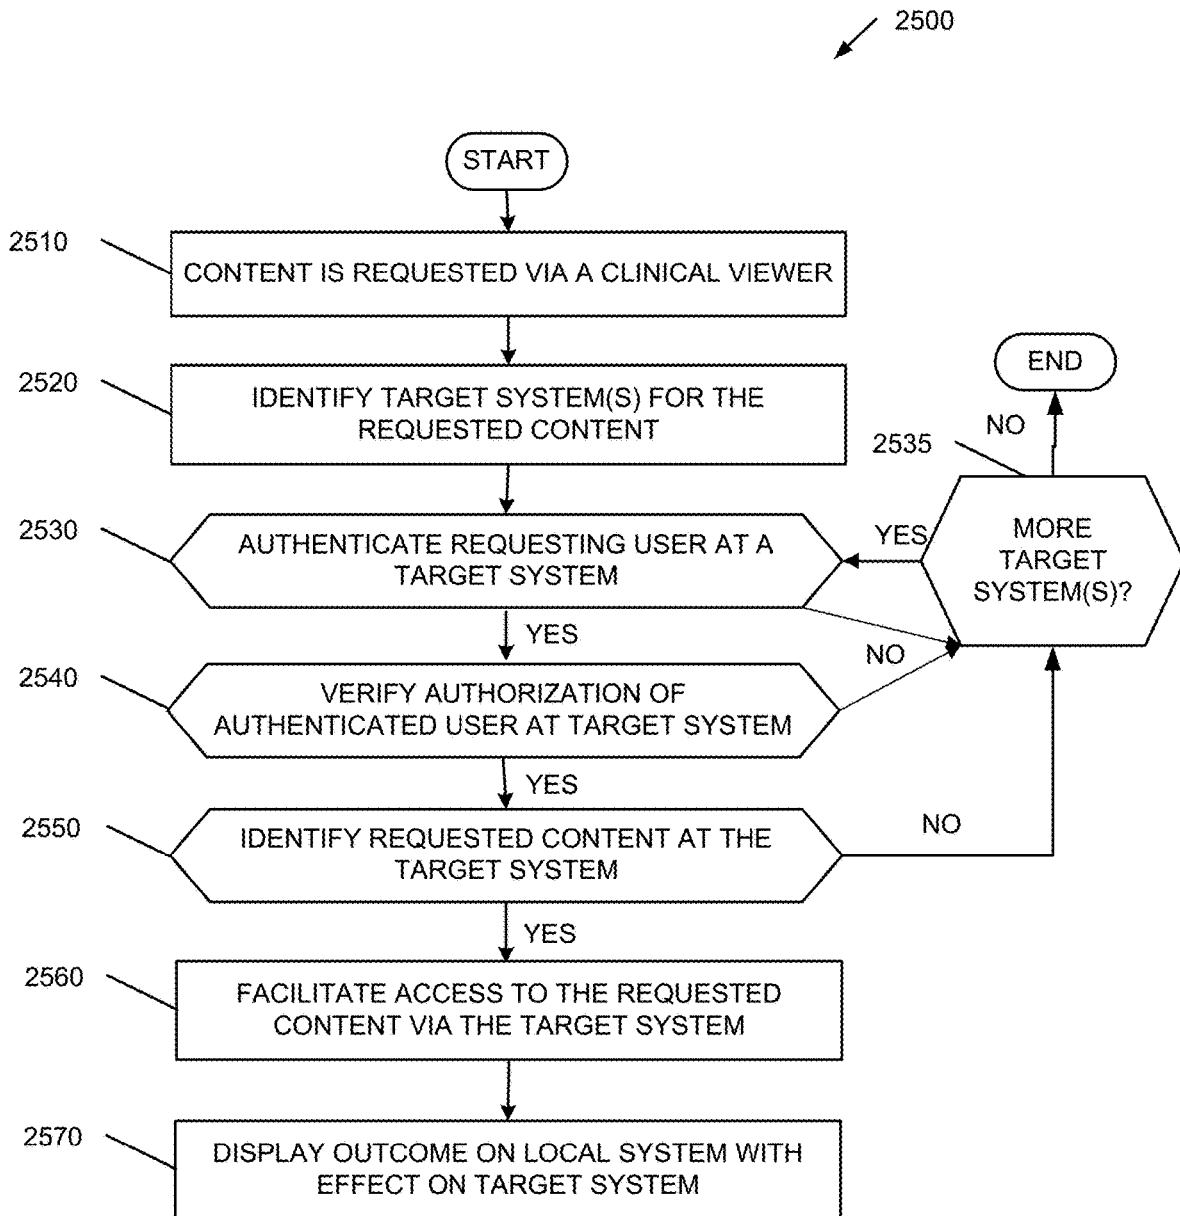 2500
START
2510
CONTENT IS REQUESTED VIA A CLINICAL VIEWER
2520
IDENTIFY TARGET SYSTEM(S) FOR THE
REQUESTED CONTENT
END
NO
2535
MORE
TARGET
SYSTEM(S)?
YES
2530
AUTHENTICATE REQUESTING USER AT A
TARGET SYSTEM
YES
NO
2540
VERIFY AUTHORIZATION OF
AUTHENTICATED USER AT TARGET SYSTEM
YES
2550
IDENTIFY REQUESTED CONTENT AT THE
TARGET SYSTEM
NO
YES
2560
FACILITATE ACCESS TO THE REQUESTED
CONTENT VIA THE TARGET SYSTEM
2570
DISPLAY OUTCOME ON LOCAL SYSTEM WITH
EFFECT ON TARGET SYSTEM